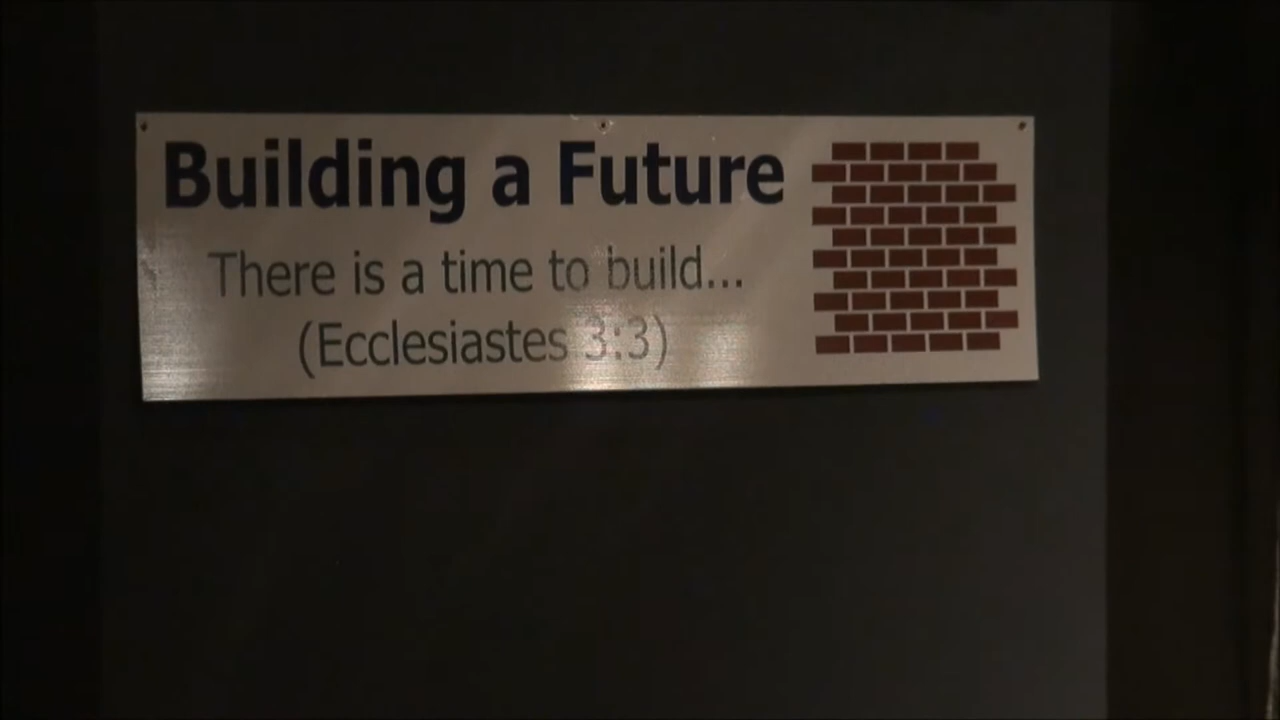 Building a Future
There is a time to build...
(Ecclesiastes 3:3)